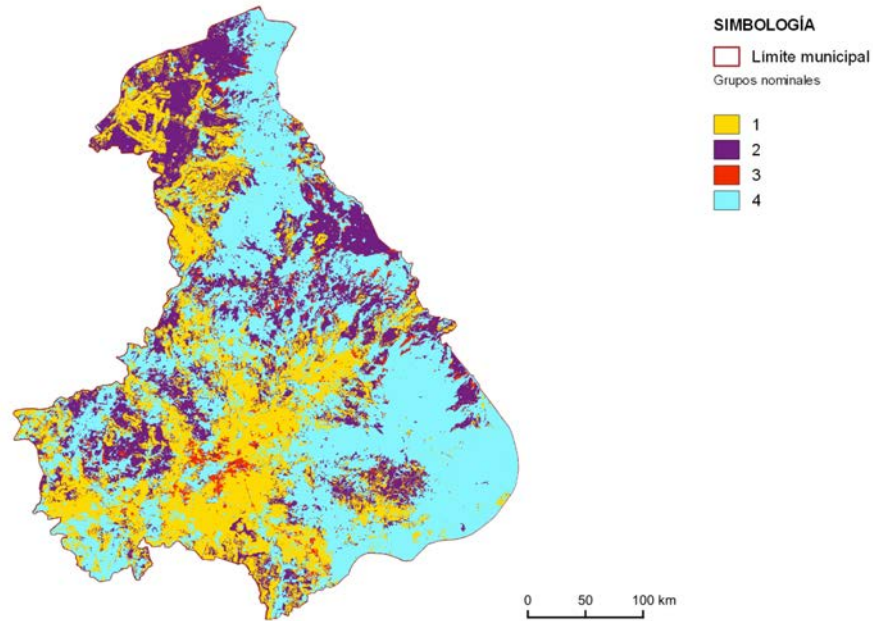 SIMBOLOGÍA
Límite municipal
Grupos nominales
1
2
3
4
0 50 100 km